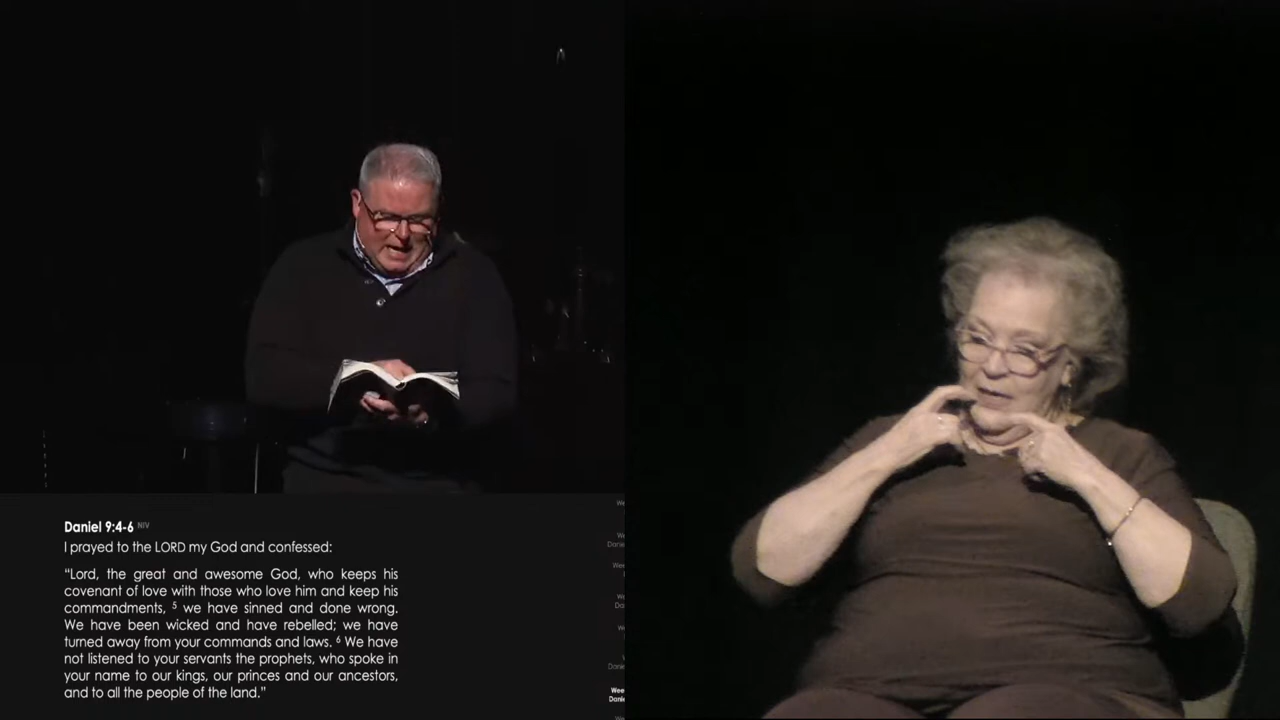 Daniel 9:4-6 NIV
I prayed to the LORD my God and confessed:
“Lord, the great and awesome God, who keeps his
covenant of love with those who love him and keep his
commandments, ⁵ we have sinned and done wrong.
We have been wicked and have rebelled; we have
turned away from your commands and laws. ⁶ We have
not listened to your servants the prophets, who spoke in
your name to our kings, our princes and our ancestors,
and to all the people of the land.”